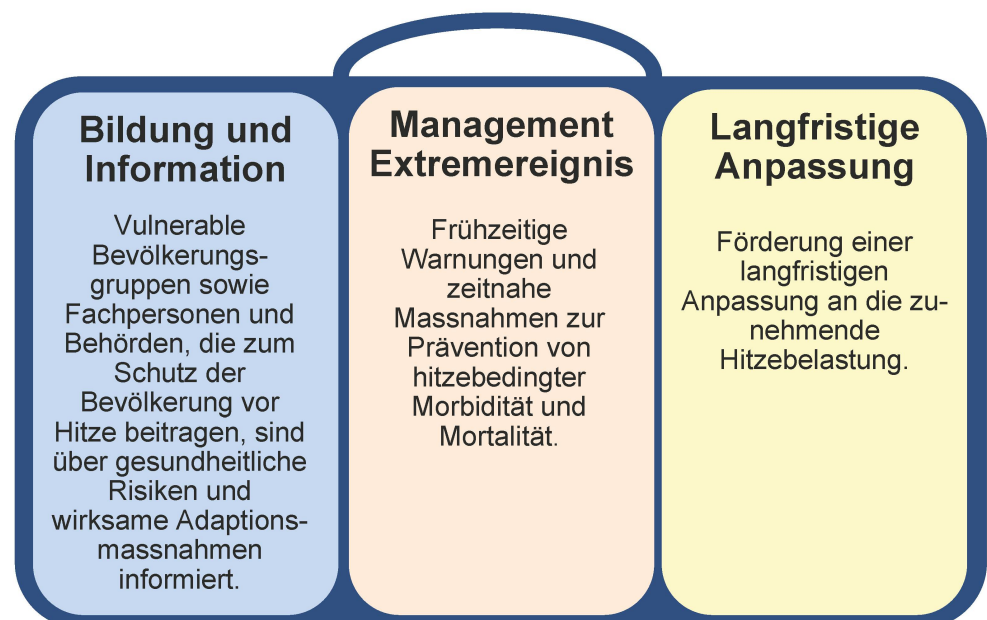 Bildung und
Information
Vulnerable
Bevölkerungs-
gruppen sowie
Fachpersonen und
Behörden, die zum
Schutz der
Bevölkerung vor
Hitze beitragen, sind
über gesundheitliche
Risiken und
wirksame Adaptions-
massnahmen
informiert.
Management
Extremereignis
Frühzeitige
Warnungen und
zeitnahe
Massnahmen zur
Prävention von
hitzebedingter
Morbidität und
Mortalität.
Langfristige
Anpassung
Förderung einer
langfristigen
Anpassung an die zu-
nehmende
Hitzebelastung.